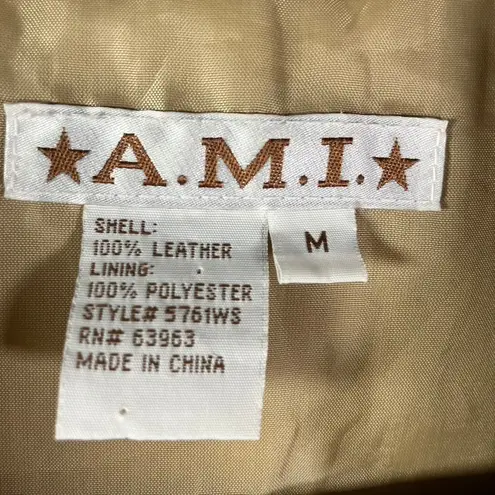 ★A.M.I.★
M
SHELL:
100% LEATHER
LINING:
100% POLYESTER
STYLE# 5761WS
RN# 63963
MADE IN CHINA